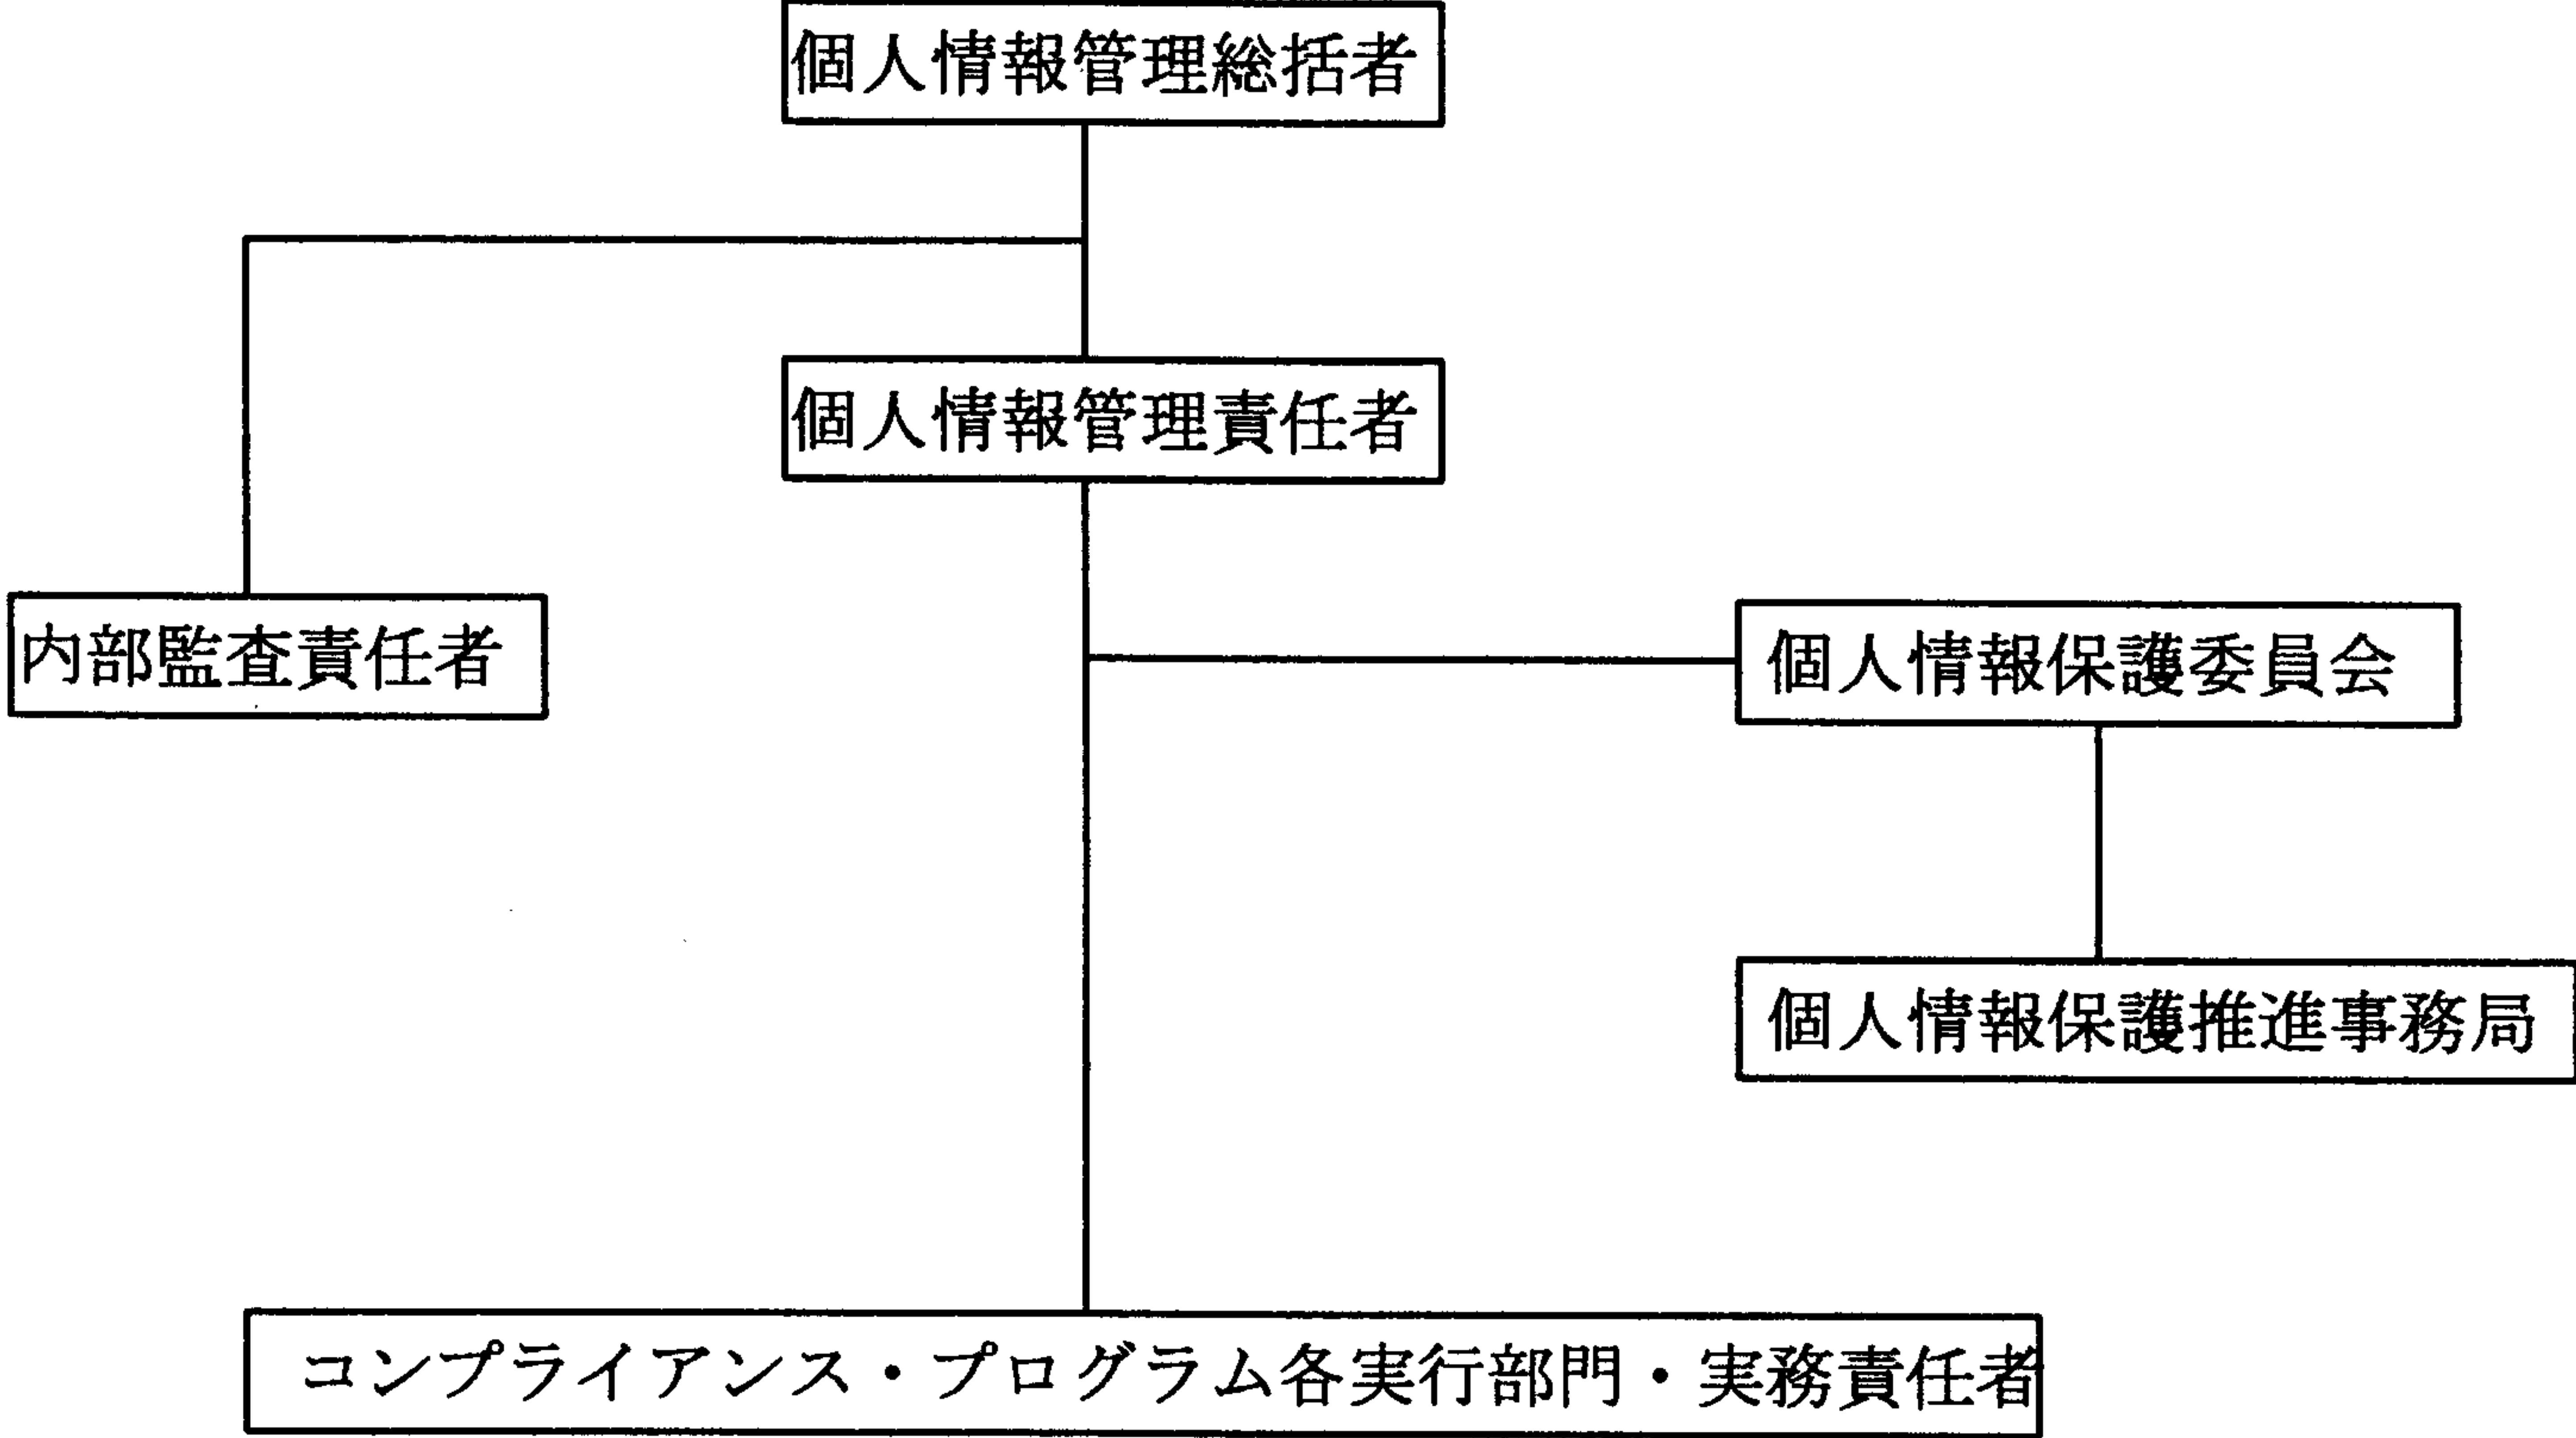 個人情報管理総括者
個人情報管理責任者
内部監査責任者
個人情報保護委員会
個人情報保護推進事務局
コンプライアンス・プログラム各実行部門・実務責任者